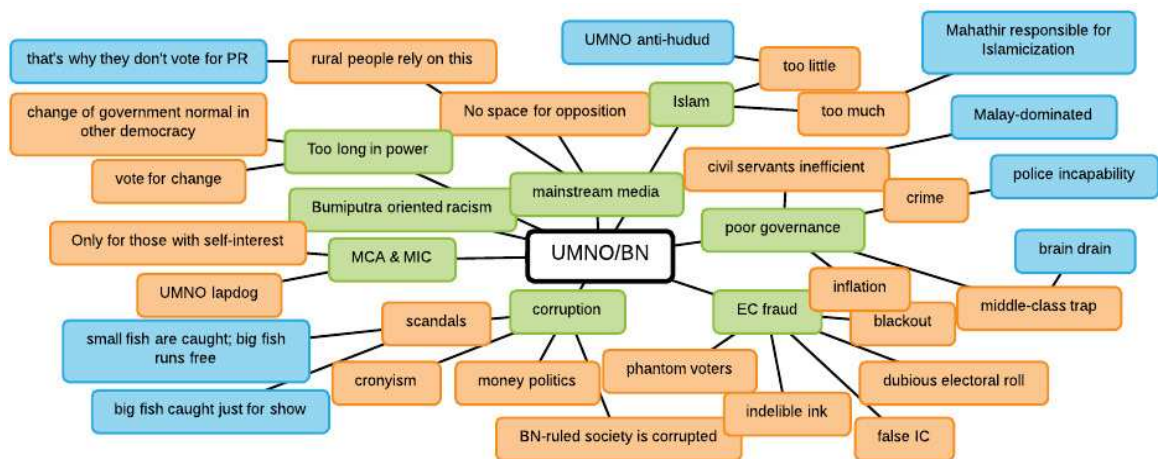 Mahathir responsible for
Islamicization
UMNO anti-hudud
that's why they don't vote for PR
rural people rely on this
too little
Islam
too much
change of government normal in
other democracy
No space for opposition
Malay-dominated
Too long in power
civil servants inefficient
police incapability
vote for change
mainstream media
crime
Bumiputra oriented racism
poor governance
Only for those with self-interest
MCA & MIC
UMNO/BN
brain drain
UMNO lapdog
inflation
middle-class trap
scandals
corruption
EC fraud
blackout
small fish are caught; big fish
runs free
cronyism
money politics
phantom voters
dubious electoral roll
big fish caught just for show
indelible ink
BN-ruled society is corrupted
false IC